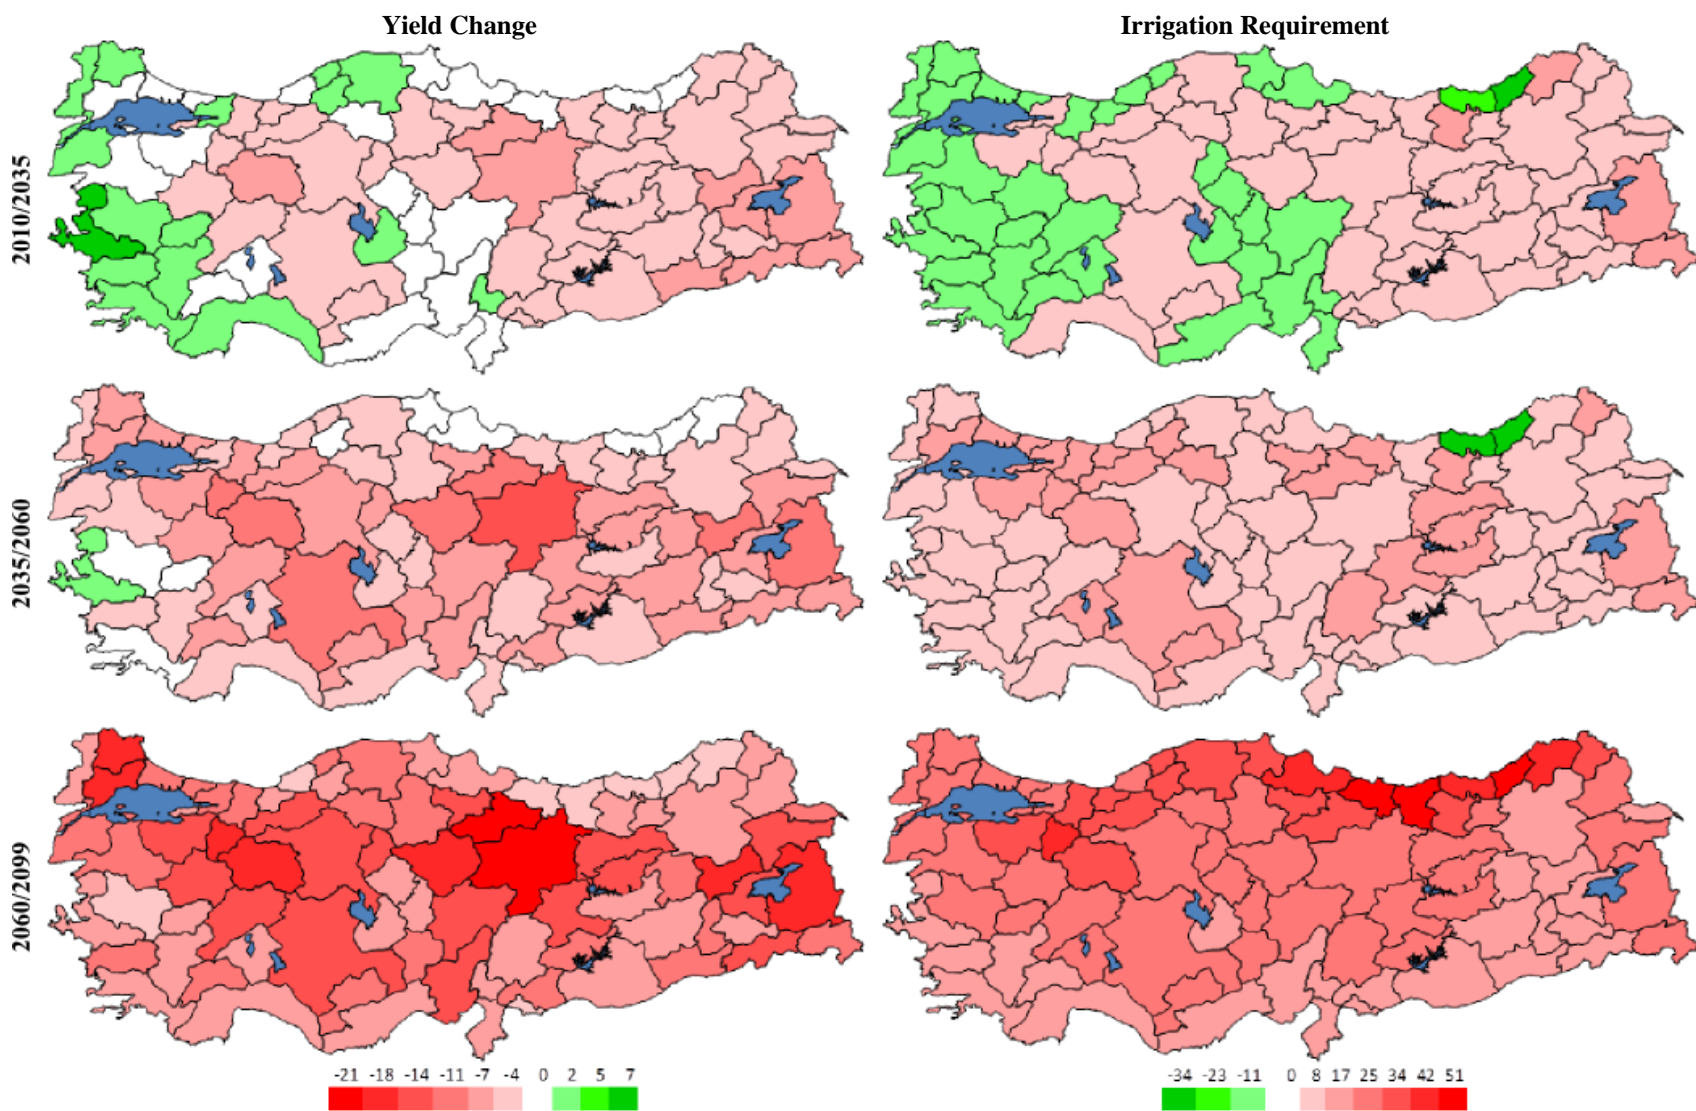 Yield Change
Irrigation Requirement
2010/2035
2035/2060
2060/2099
-21 -18 -14 -11 -7 -4 0 2 5 7
-34 -23 -11 0 8 17 25 34 42 51